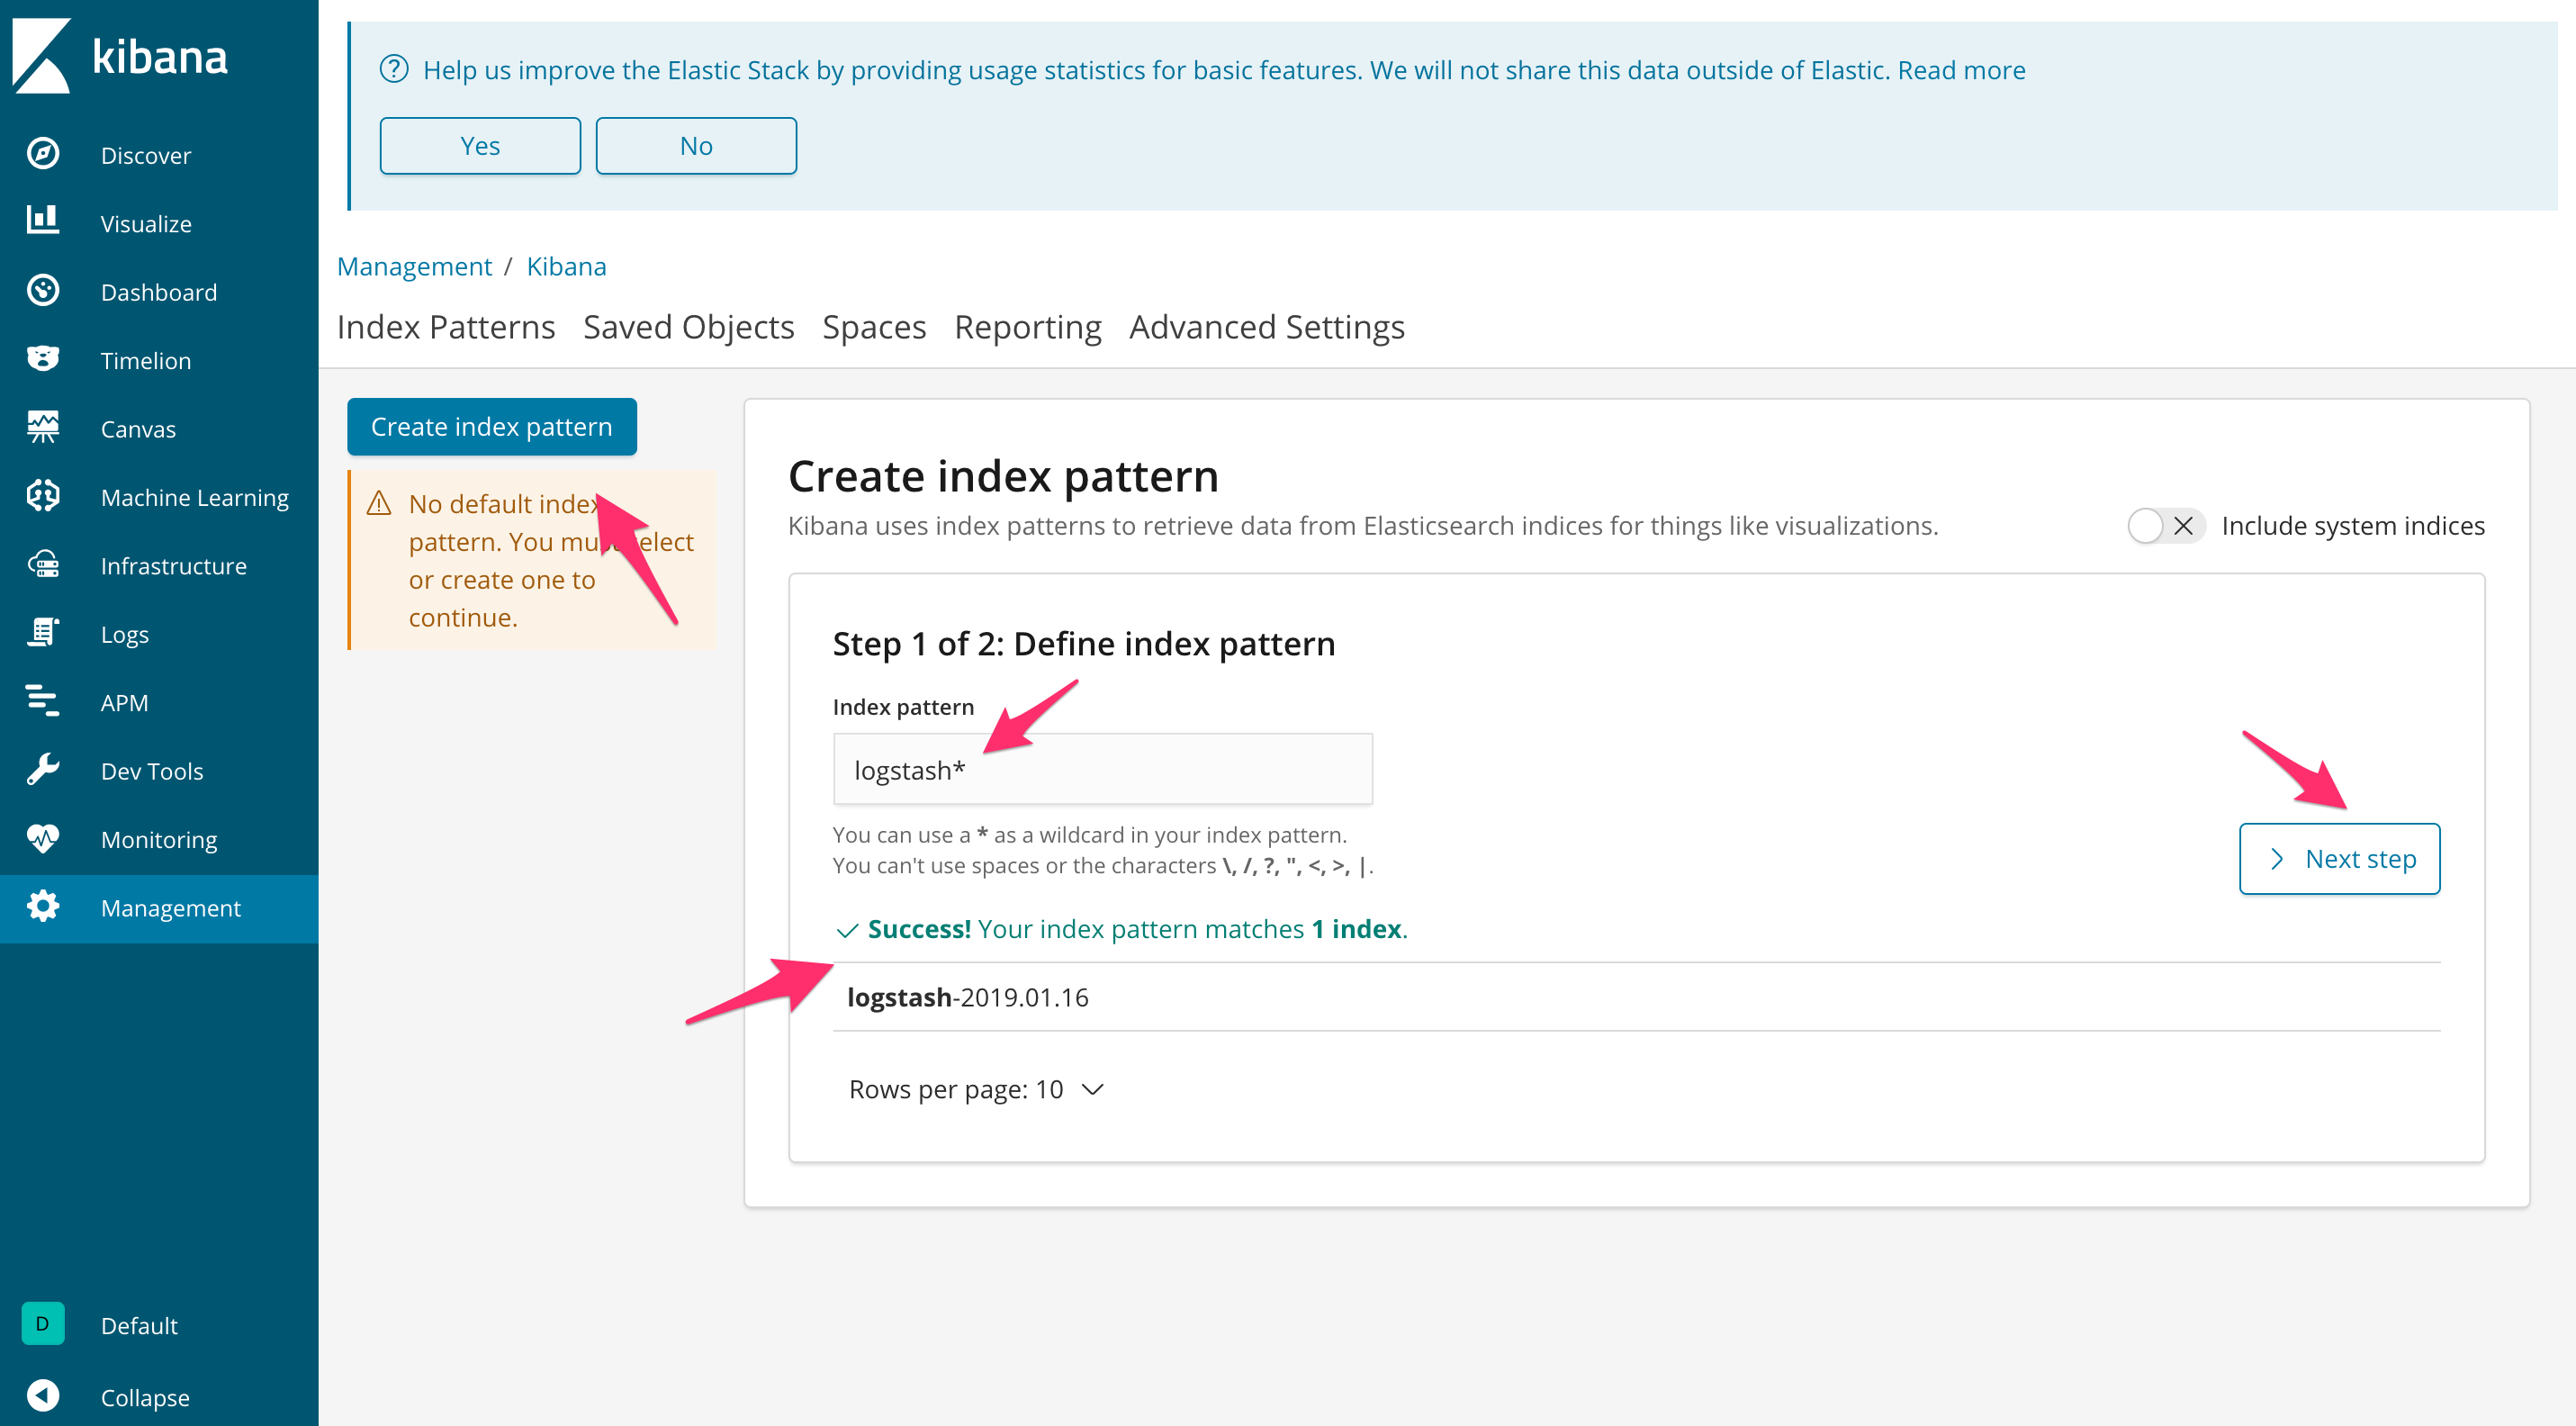 kibana
Discover
Visualize
Dashboard
Timelion
Canvas
Machine Learning
Infrastructure
Logs
APM
Dev Tools
Monitoring
Management
D Default
Collapse
Help us improve the Elastic Stack by providing usage statistics for basic features. We will not share this data outside of Elastic. Read more
Yes No
Management / Kibana
Index Patterns Saved Objects Spaces Reporting Advanced Settings
Create index pattern
No default index
pattern. You must select
or create one to
continue.
Create index pattern
Kibana uses index patterns to retrieve data from Elasticsearch indices for things like visualizations.
Include system indices
Step 1 of 2: Define index pattern
Index pattern
logstash*
You can use a * as a wildcard in your index pattern.
You can't use spaces or the characters \, /, ?, ", <, >, |.
Next step
Success! Your index pattern matches 1 index.
logstash-2019.01.16
Rows per page: 10